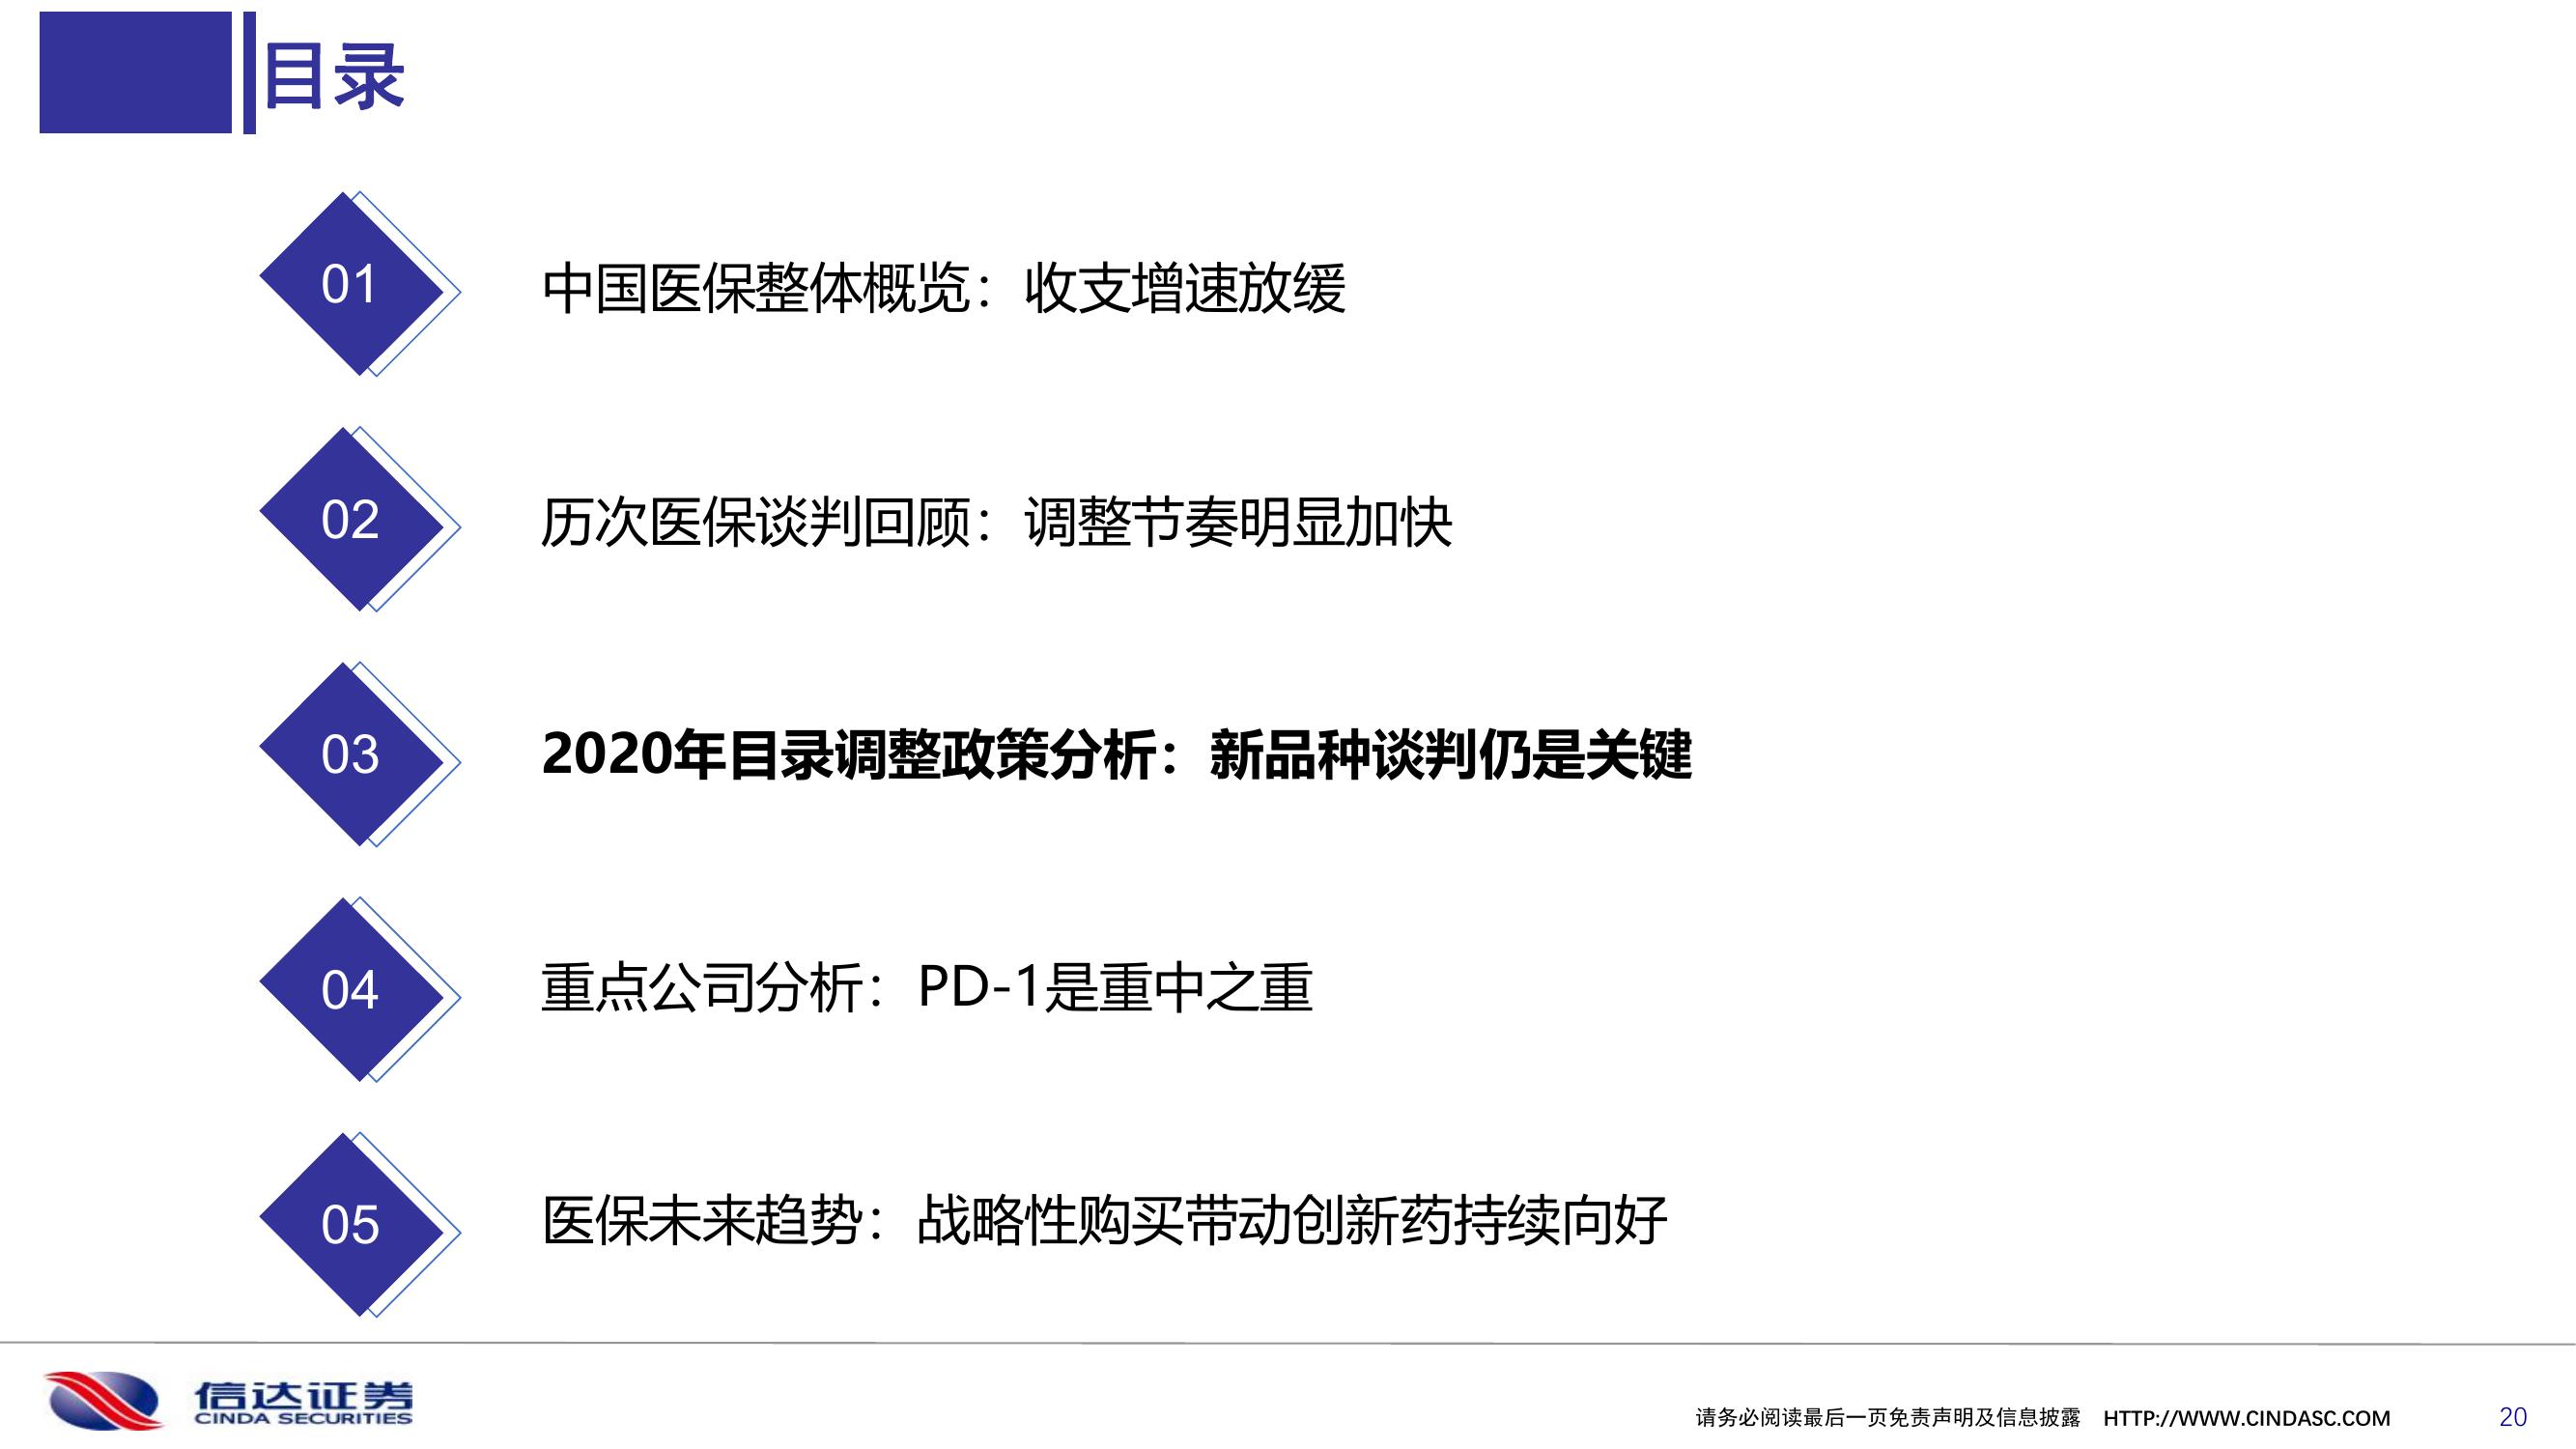 目录
01
中国医保整体概览：收支增速放缓
02
历次医保谈判回顾：调整节奏明显加快
03
2020年目录调整政策分析：新品种谈判仍是关键
04
重点公司分析：PD-1是重中之重
05
医保未来趋势：战略性购买带动创新药持续向好
信达证券
CINDA SECURITIES
请务必阅读最后一页免责声明及信息披露 HTTP://WWW.CINDASC.COM 20